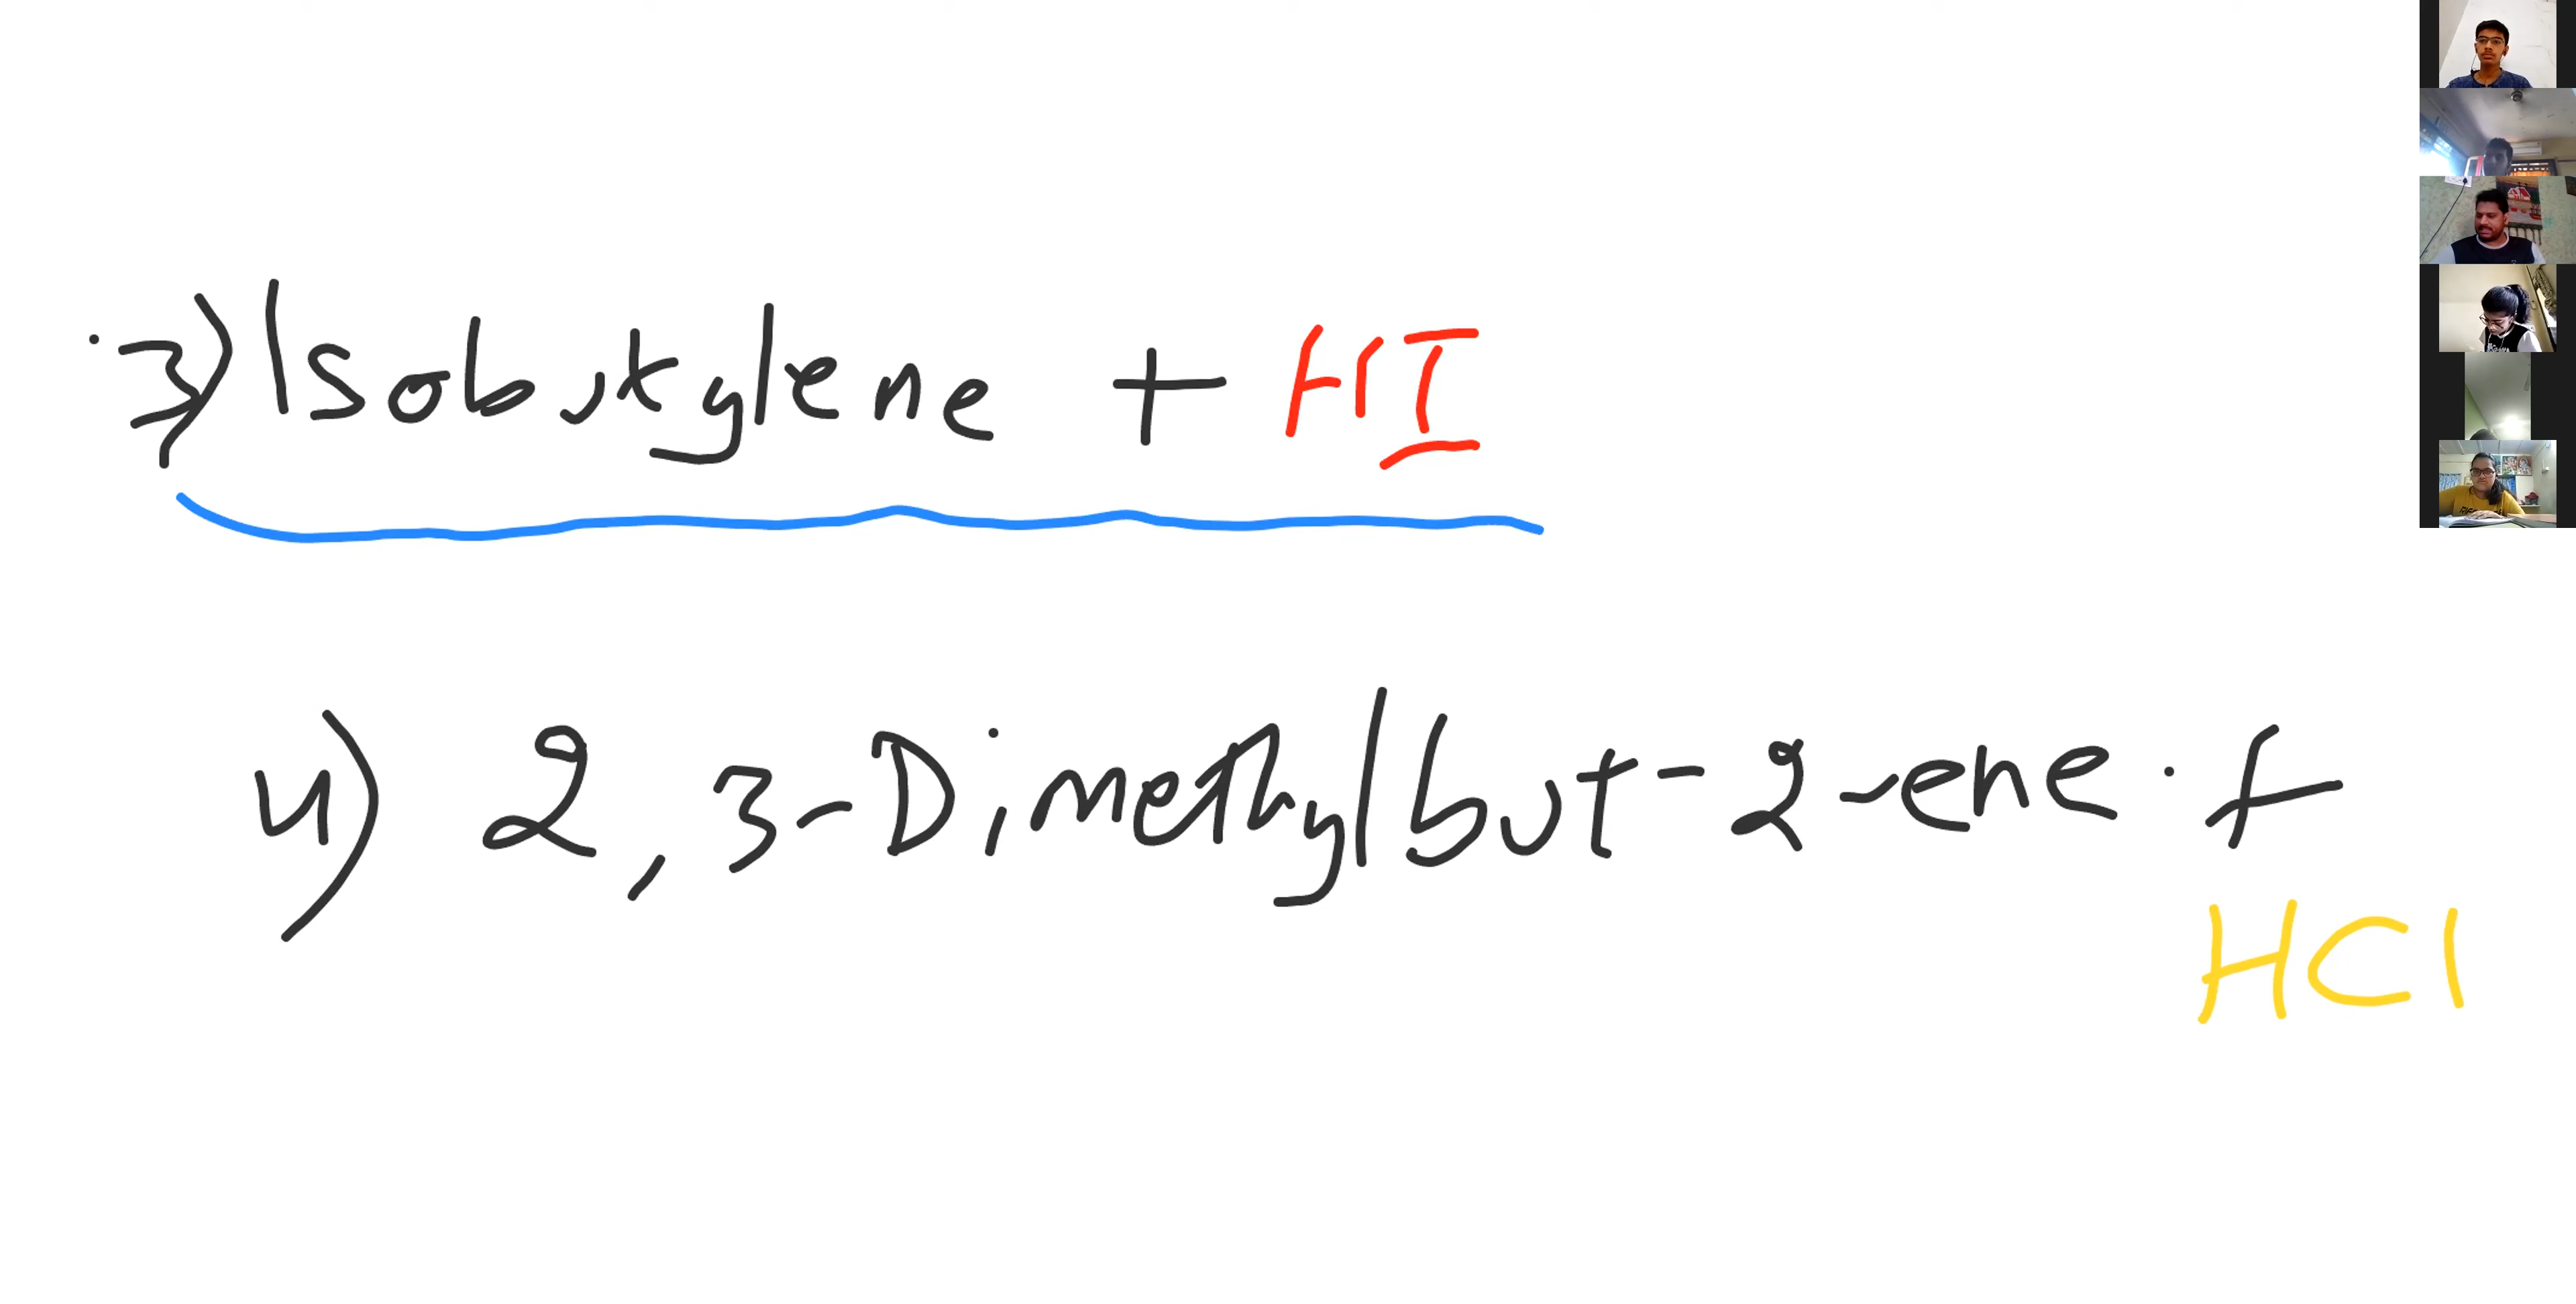 3) Isobutylene + HI
4) 2,3-Dimethylbut-2-ene. +
HCl